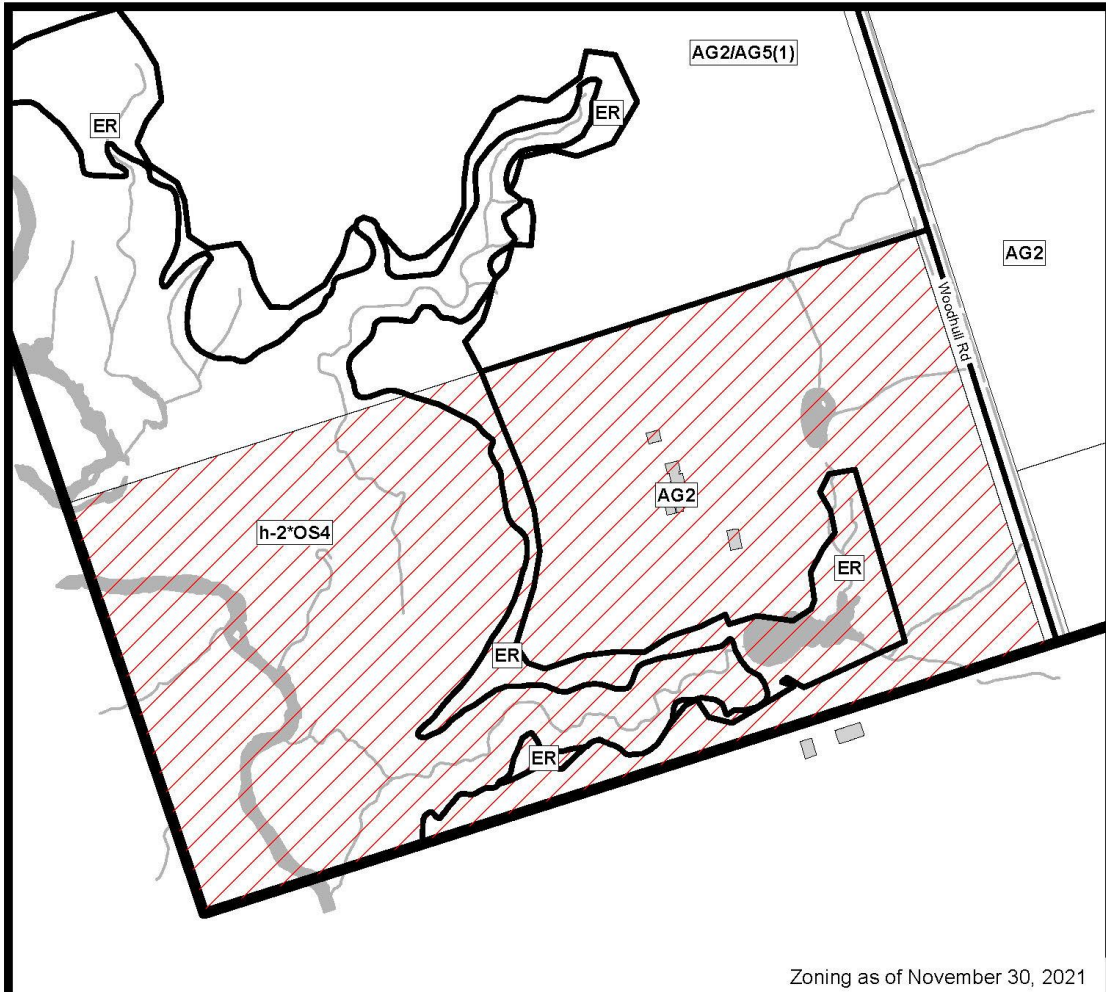 AG2/AG5(1)
ER
ER
AG2
Woodhull Rd
AG2
h-2*OS4
ER
ER
ER
Zoning as of November 30, 2021